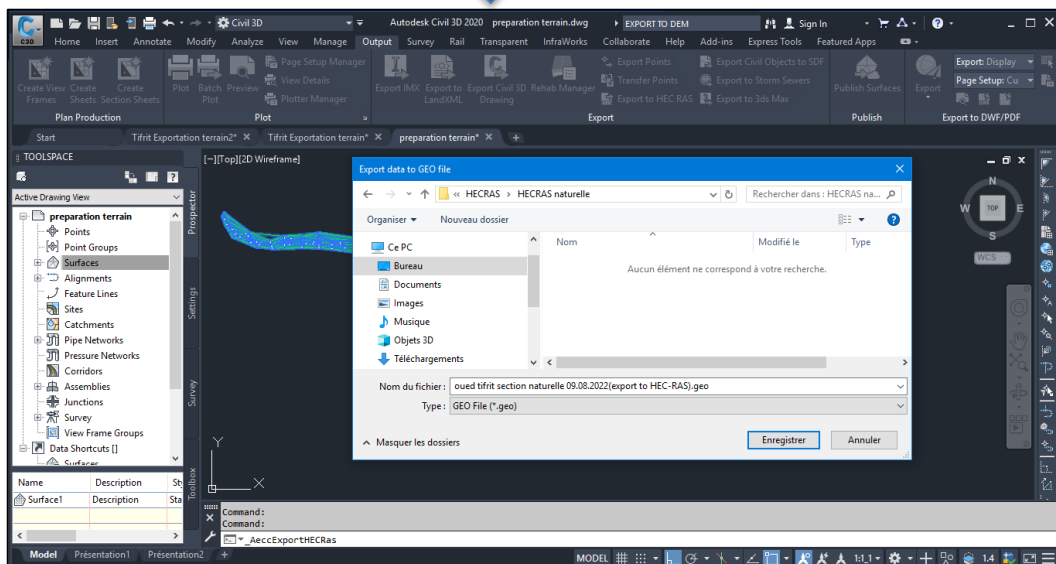 Civil 3D
Autodesk Civil 3D 2020 preparation terrain.dwg
EXPORT TO DEM
Sign In
C3D
Home Insert Annotate Modify Analyze View Manage Output Survey Rail Transparent InfraWorks Collaborate Help Add-ins Express Tools Featured Apps
Create View Frames
Create Sheets
Create Section Sheets
Plan Production
Plot
Batch Plot
Preview
Page Setup Manager
View Details
Plotter Manager
Plot
Export IMX
Export to LandXML
Export Civil 3D Drawing
Rehab Manager
Export Points
Transfer Points
Export to HEC RAS
Export Civil Objects to SDF
Export to Storm Sewers
Export to 3ds Max
Export
Publish Surfaces
Publish
Export
Export: Display
Page Setup: Cu
Export to DWF/PDF
Start
Tifrit Exportation terrain2*
Tifrit Exportation terrain*
preparation terrain*
TOOLSPACE
Active Drawing View
preparation terrain
Points
Point Groups
Surfaces
Alignments
Feature Lines
Sites
Catchments
Pipe Networks
Pressure Networks
Corridors
Assemblies
Junctions
Survey
View Frame Groups
Data Shortcuts []
Surfaces
Prospector
Settings
Survey
Toolbox
Name Description St
Surface1 Description Sta
[−][Top][2D Wireframe]
Export data to GEO file
« HECRAS > HECRAS naturelle
Rechercher dans : HECRAS na...
Organiser
Nouveau dossier
Ce PC
Bureau
Documents
Images
Musique
Objets 3D
Téléchargements
Nom Modifié le Type
Aucun élément ne correspond à votre recherche.
Nom du fichier : oued tifrit section naturelle 09.08.2022(export to HEC-RAS).geo
Type : GEO File (*.geo)
Masquer les dossiers
Enregistrer
Annuler
N
W TOP E
S
WCS
Y
X
Command:
Command:
_AeccExportHECRas
Model Présentation1 Présentation2
MODEL
1:1_1
1.4